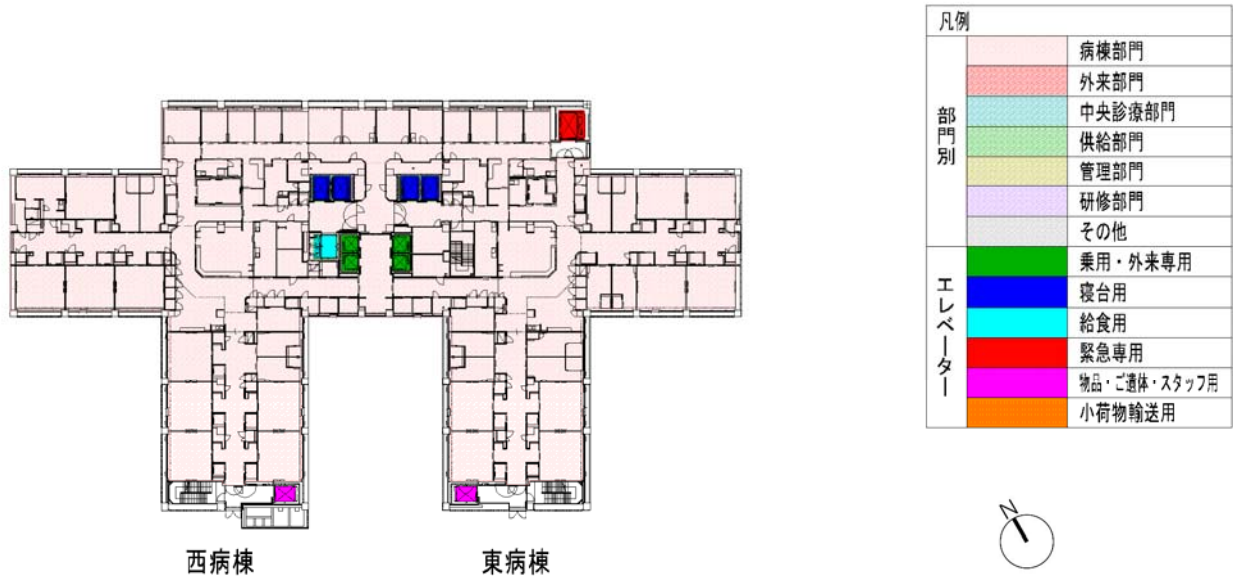 凡例
部門別
病棟部門
外来部門
中央診療部門
供給部門
管理部門
研修部門
その他
エレベーター
乗用・外来専用
寝台用
給食用
緊急専用
物品・ご遺体・スタッフ用
小荷物輸送用
西病棟
東病棟
N